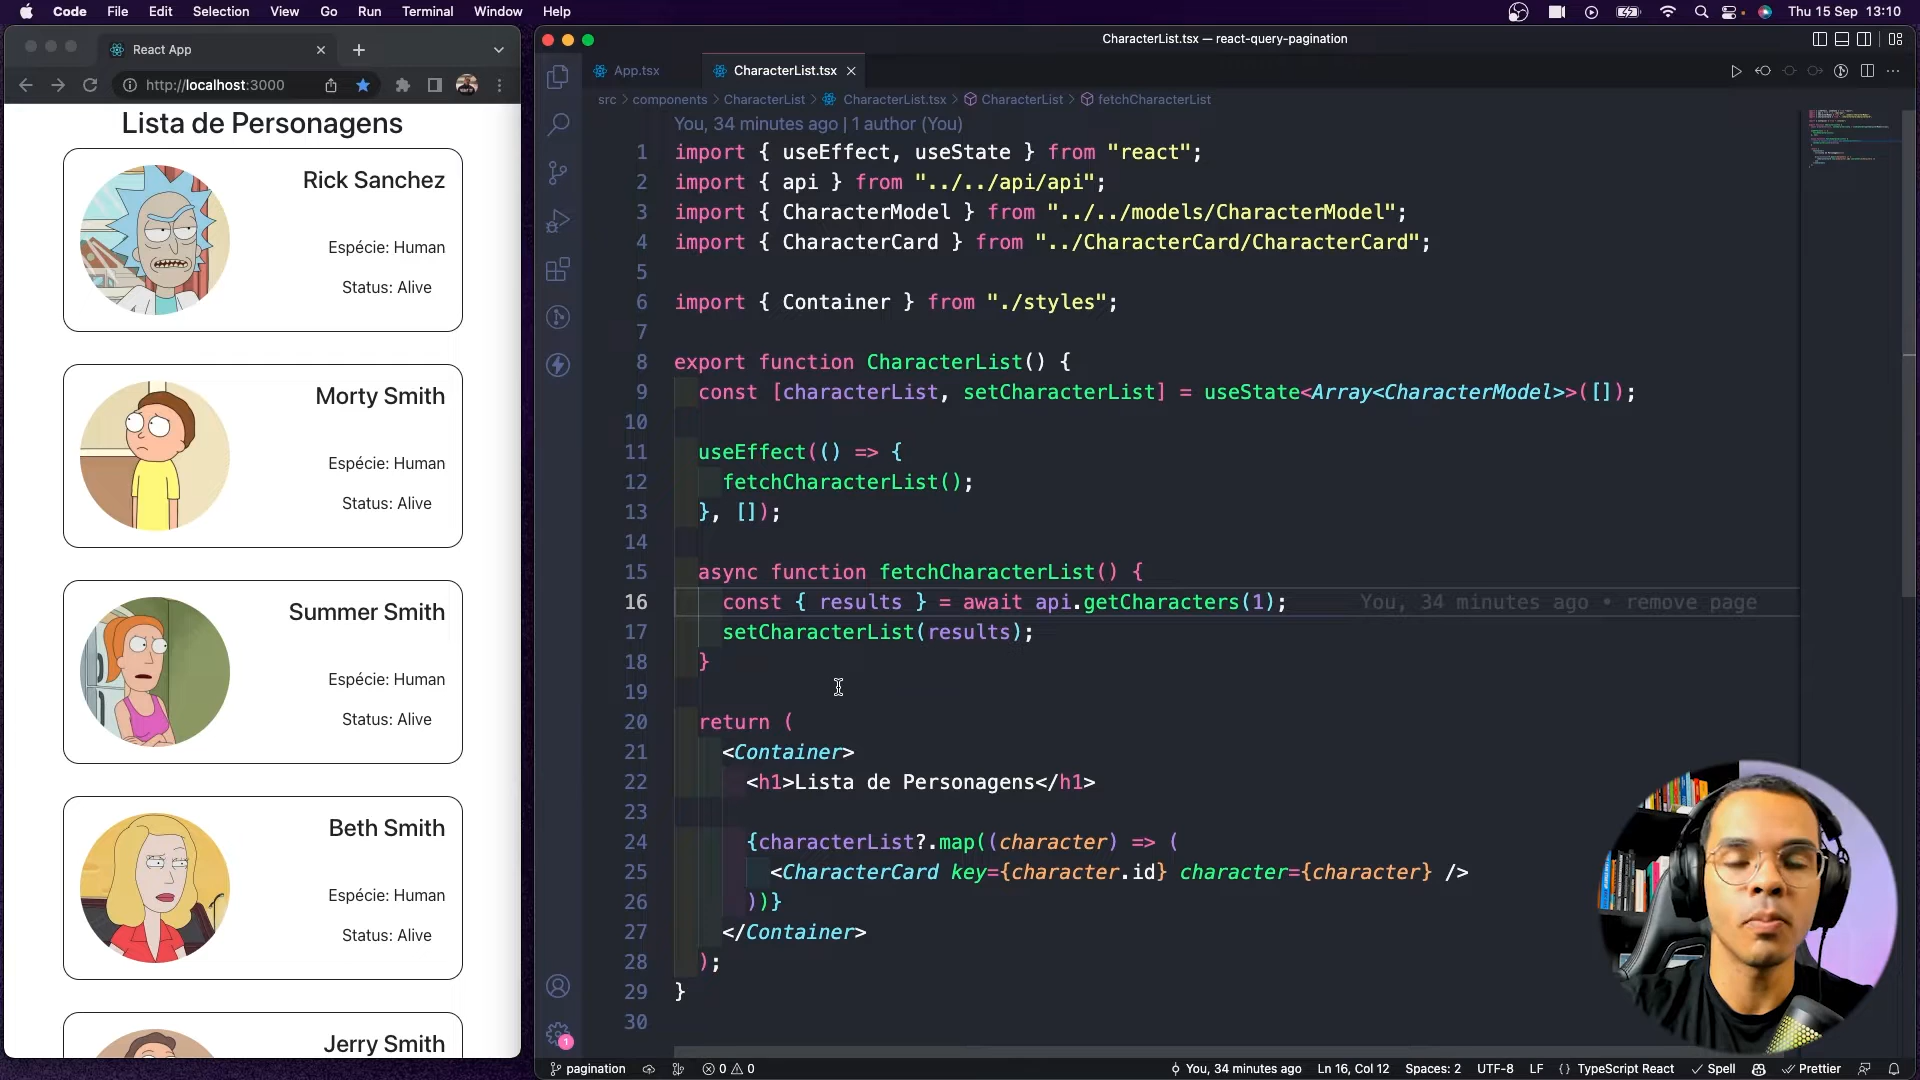 Code File Edit Selection View Go Run Terminal Window Help
Thu 15 Sep 13:10
React App
http://localhost:3000
Lista de Personagens
Rick Sanchez
Espécie: Human
Status: Alive
Morty Smith
Espécie: Human
Status: Alive
Summer Smith
Espécie: Human
Status: Alive
Beth Smith
Espécie: Human
Status: Alive
Jerry Smith
CharacterList.tsx — react-query-pagination
App.tsx CharacterList.tsx
src > components > CharacterList > CharacterList.tsx > CharacterList > fetchCharacterList
You, 34 minutes ago | 1 author (You)
1 import { useEffect, useState } from "react";
2 import { api } from "../../api/api";
3 import { CharacterModel } from "../../models/CharacterModel";
4 import { CharacterCard } from "../CharacterCard/CharacterCard";
5
6 import { Container } from "./styles";
7
8 export function CharacterList() {
9 const [characterList, setCharacterList] = useState<Array<CharacterModel>>([]);
10
11 useEffect(() => {
12 fetchCharacterList();
13 }, []);
14
15 async function fetchCharacterList() {
16 const { results } = await api.getCharacters(1); You, 34 minutes ago • remove page
17 setCharacterList(results);
18 }
19
20 return (
21 <Container>
22 <h1>Lista de Personagens</h1>
23
24 {characterList?.map((character) => (
25 <CharacterCard key={character.id} character={character} />
26 ))}
27 </Container>
28 );
29 }
30
1
pagination 0 0 You, 34 minutes ago Ln 16, Col 12 Spaces: 2 UTF-8 LF {} TypeScript React Spell Prettier